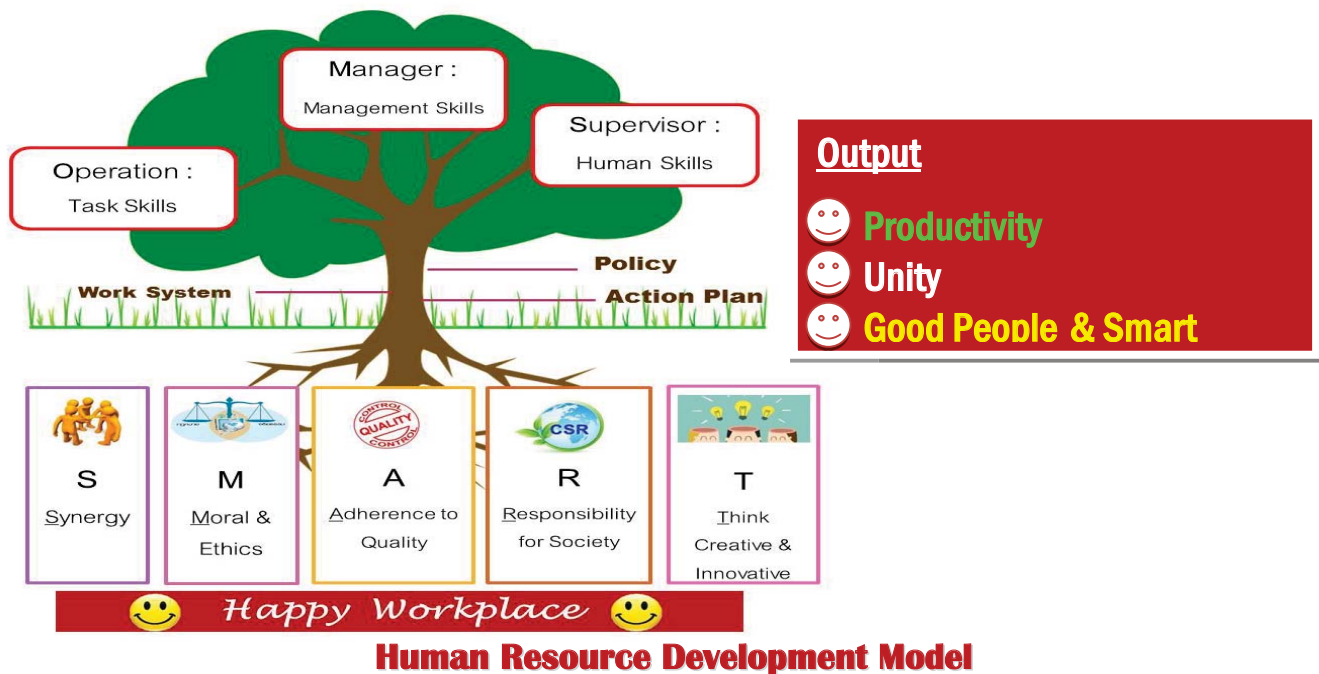 Manager :
Management Skills
Supervisor :
Human Skills
Operation :
Task Skills
Policy
Work System
Action Plan
Output
Productivity
Unity
Good People & Smart
S
Synergy
M
Moral &
Ethics
CONTROL
QUALITY
CONTROL
A
Adherence to
Quality
CSR
R
Responsibility
for Society
T
Think
Creative &
Innovative
Happy Workplace
Human Resource Development Model